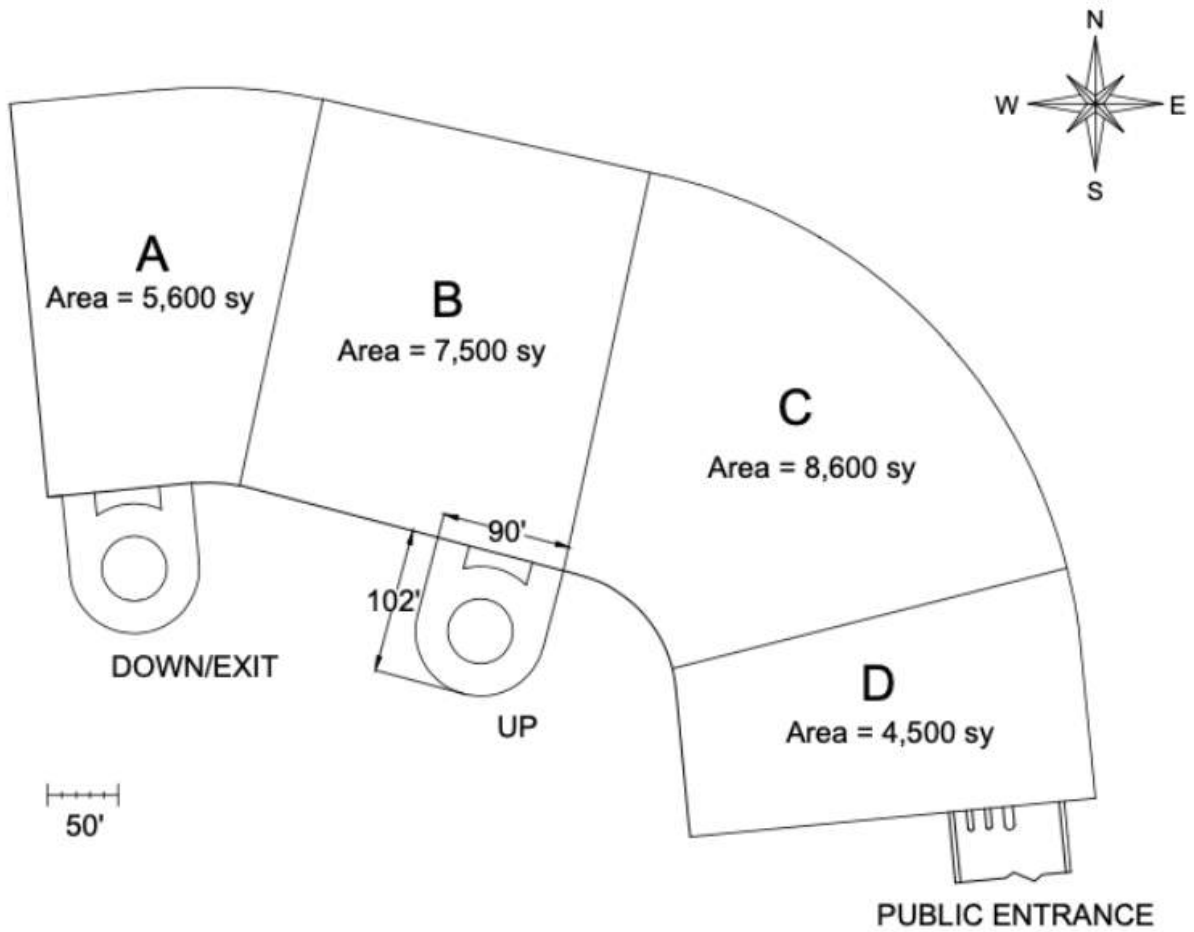 N
W E
S
A
Area = 5,600 sy
B
Area = 7,500 sy
C
Area = 8,600 sy
90'
102'
DOWN/EXIT
UP
D
Area = 4,500 sy
50'
PUBLIC ENTRANCE